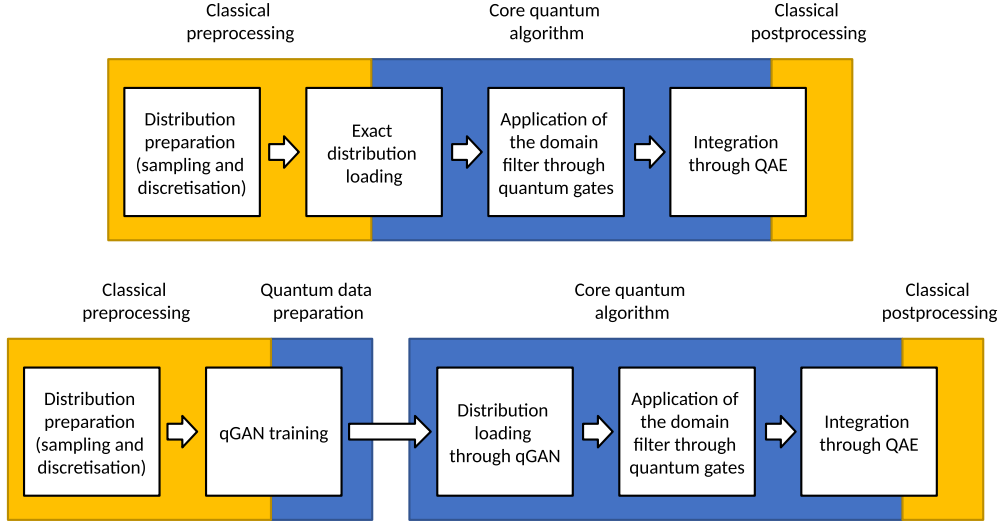 Classical
preprocessing
Core quantum
algorithm
Classical
postprocessing
Distribution
preparation
(sampling and
discretisation)
Exact
distribution
loading
Application of
the domain
filter through
quantum gates
Integration
through QAE
Classical
preprocessing
Quantum data
preparation
Core quantum
algorithm
Classical
postprocessing
Distribution
preparation
(sampling and
discretisation)
qGAN training
Distribution
loading
through qGAN
Application of
the domain
filter through
quantum gates
Integration
through QAE